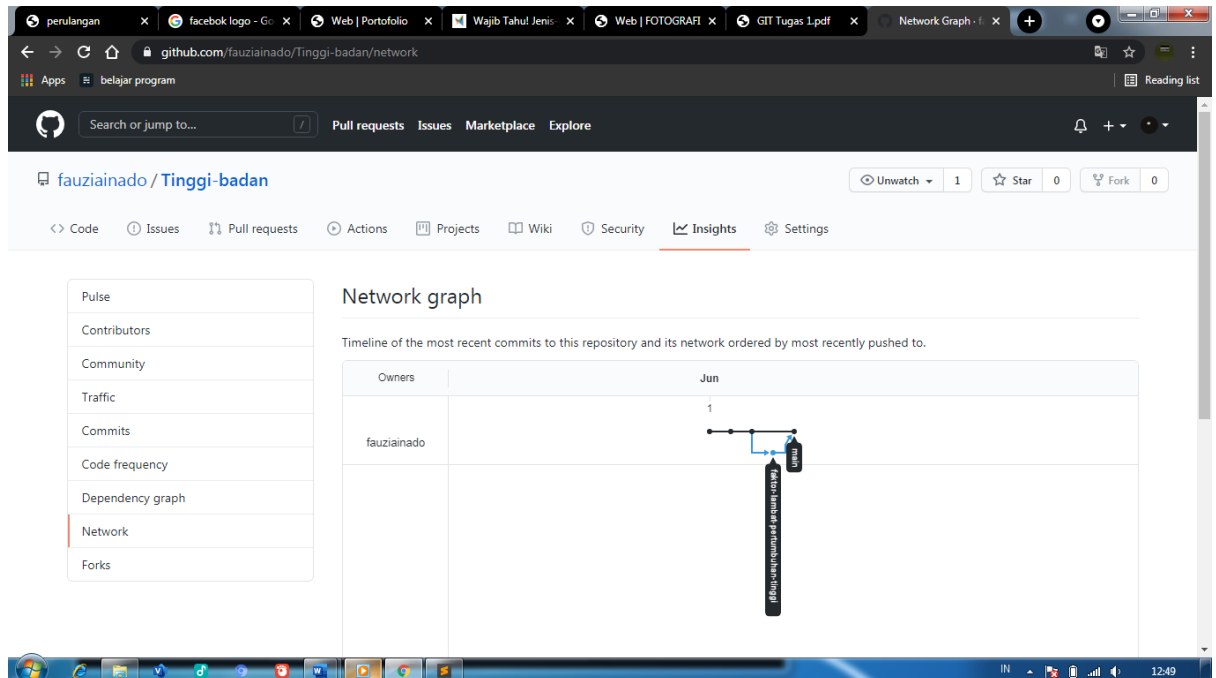 perulangan facebok logo - Go Web | Portofolio Wajib Tahu! Jenis- Web | FOTOGRAFI GIT Tugas 1.pdf Network Graph · f
github.com/fauziainado/Tinggi-badan/network
Apps belajar program Reading list
Search or jump to... / Pull requests Issues Marketplace Explore
fauziainado / Tinggi-badan Unwatch 1 Star 0 Fork 0
<> Code Issues Pull requests Actions Projects Wiki Security Insights Settings
Network graph
Timeline of the most recent commits to this repository and its network ordered by most recently pushed to.
Pulse
Contributors
Community
Traffic
Commits
Code frequency
Dependency graph
Network
Forks
Owners Jun
1
fauziainado
main
faktor-lambat-pertumbuhan-tinggi
IN 12:49